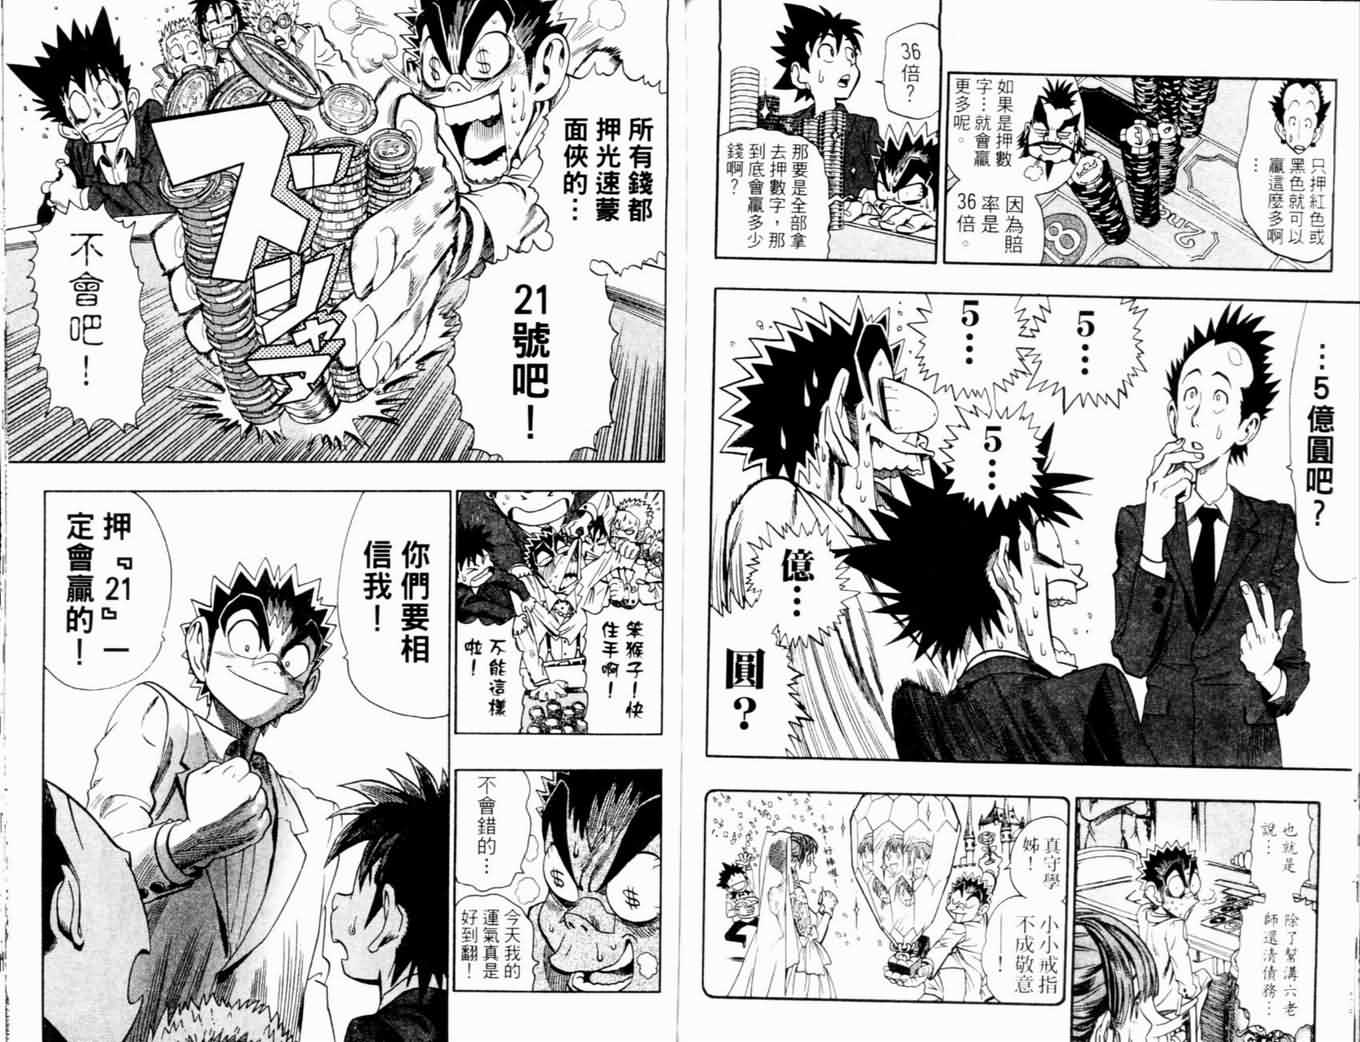 只押紅色或
黑色就可以
贏這麼多啊
…
如果是押數
字…就會贏
更多呢。
因為賠
率是
36倍。
36
倍?
那要是全部拿
去押數字,那
到底會贏多少
錢啊?
…5億圓吧?
5…
5…
5…
億…
圓?
也就是
說…
除了幫溝六老
師還清債務…
真守學
姊!
小小戒指
不成敬意
!
所有錢都
押光速蒙
面俠的…
21
號吧!
ズジャアァ
不會吧!
笨猴子!快
住手啊!
不能這樣
啦!
不會錯的…
今天我的
運氣真是
好到翻!
你們要相
信我!
押『21』一
定會贏的!